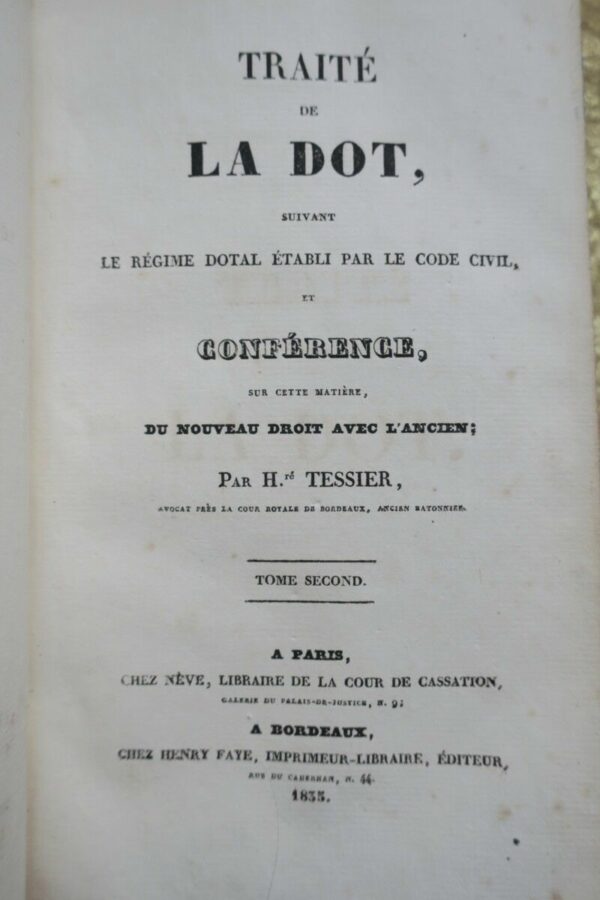 TRAITÉ
DE
LA DOT,
SUIVANT
LE RÉGIME DOTAL ÉTABLI PAR LE CODE CIVIL,
ET
CONFÉRENCE,
SUR CETTE MATIÈRE,
DU NOUVEAU DROIT AVEC L'ANCIEN;
PAR H.ré TESSIER,
AVOCAT PRÈS LA COUR ROYALE DE BORDEAUX, ANCIEN BATONNIER.
TOME SECOND.
A PARIS,
CHEZ NÈVE, LIBRAIRE DE LA COUR DE CASSATION,
GALERIE DU PALAIS-DE-JUSTICE, N. 9;
A BORDEAUX,
CHEZ HENRY FAYE, IMPRIMEUR-LIBRAIRE, ÉDITEUR,
RUE DU CAHERNAN, N. 44.
1835.